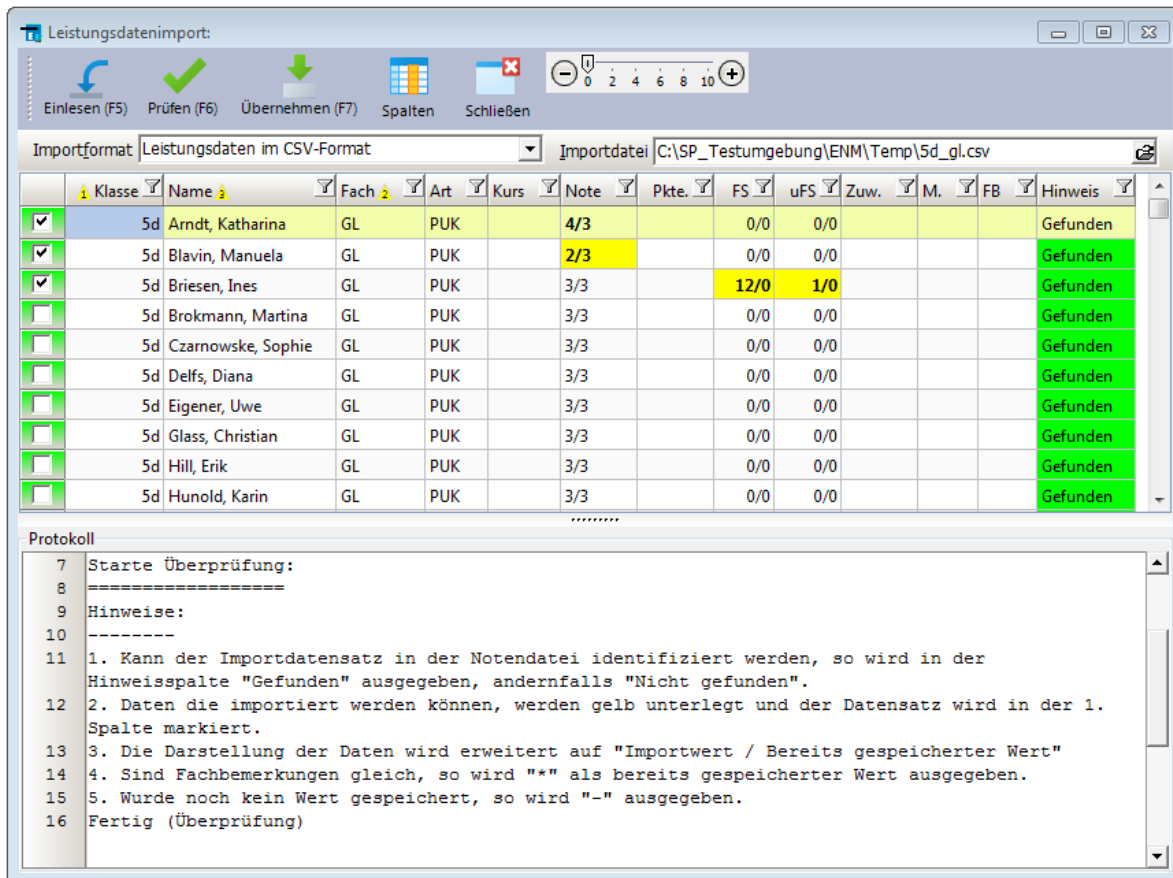 Leistungsdatenimport:
Einlesen (F5) Prüfen (F6) Übernehmen (F7) Spalten Schließen 0 2 4 6 8 10
Importformat Leistungsdaten im CSV-Format Importdatei C:\SP_Testumgebung\ENM\Temp\5d_gl.csv
1 Klasse Name 3 Fach 2 Art Kurs Note Pkte. FS uFS Zuw. M. FB Hinweis
5d Arndt, Katharina GL PUK 4/3 0/0 0/0 Gefunden
5d Blavin, Manuela GL PUK 2/3 0/0 0/0 Gefunden
5d Briesen, Ines GL PUK 3/3 12/0 1/0 Gefunden
5d Brokmann, Martina GL PUK 3/3 0/0 0/0 Gefunden
5d Czarnowske, Sophie GL PUK 3/3 0/0 0/0 Gefunden
5d Delfs, Diana GL PUK 3/3 0/0 0/0 Gefunden
5d Eigener, Uwe GL PUK 3/3 0/0 0/0 Gefunden
5d Glass, Christian GL PUK 3/3 0/0 0/0 Gefunden
5d Hill, Erik GL PUK 3/3 0/0 0/0 Gefunden
5d Hunold, Karin GL PUK 3/3 0/0 0/0 Gefunden
Protokoll
7 Starte Überprüfung:
8 ==================
9 Hinweise:
10 --------
11 1. Kann der Importdatensatz in der Notendatei identifiziert werden, so wird in der
Hinweisspalte "Gefunden" ausgegeben, andernfalls "Nicht gefunden".
12 2. Daten die importiert werden können, werden gelb unterlegt und der Datensatz wird in der 1.
Spalte markiert.
13 3. Die Darstellung der Daten wird erweitert auf "Importwert / Bereits gespeicherter Wert"
14 4. Sind Fachbemerkungen gleich, so wird "*" als bereits gespeicherter Wert ausgegeben.
15 5. Wurde noch kein Wert gespeichert, so wird "-" ausgegeben.
16 Fertig (Überprüfung)